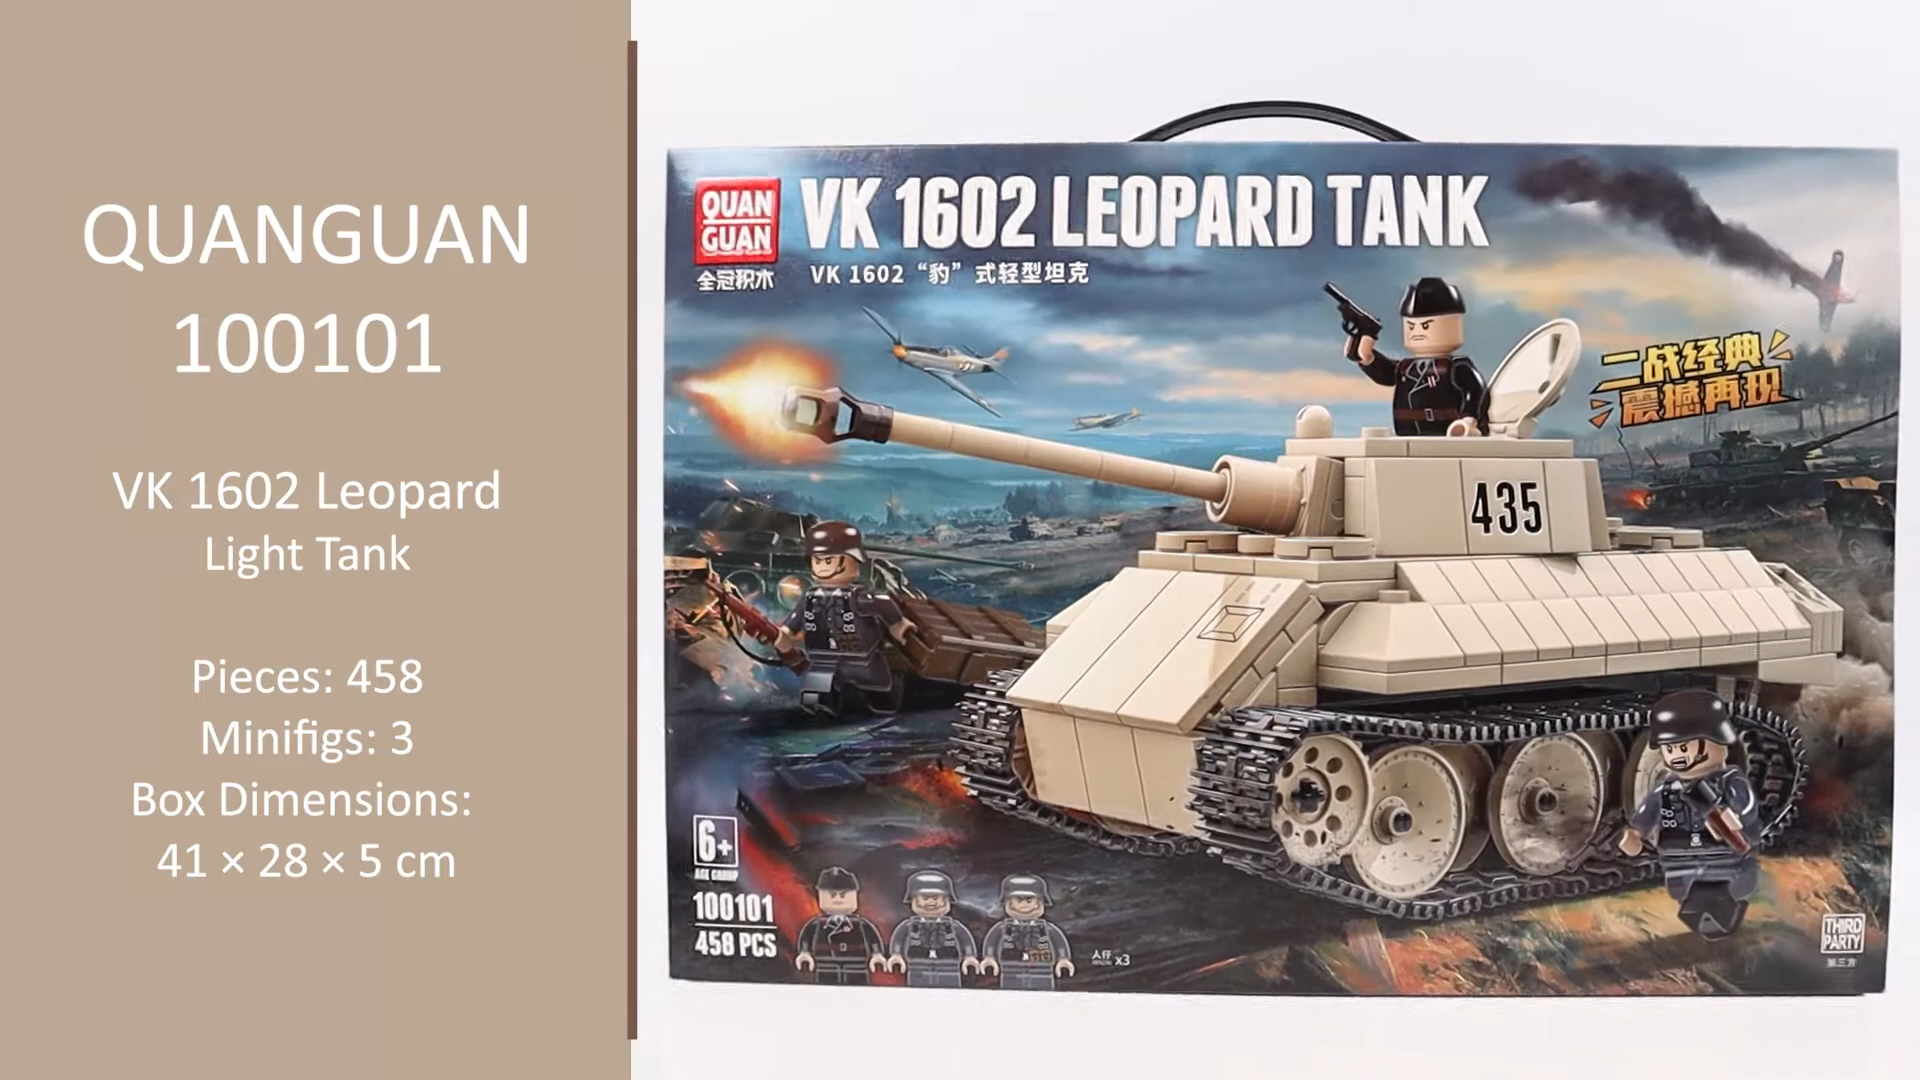 QUANGUAN
100101
VK 1602 Leopard
Light Tank
Pieces: 458
Minifigs: 3
Box Dimensions:
41 × 28 × 5 cm
QUAN
GUAN
全冠积木
VK 1602 LEOPARD TANK
VK 1602 “豹” 式轻型坦克
二战经典
震撼再现
435
6+
AGE GROUP
100101
458 PCS
人仔
x3
THIRD
PARTY
第三方